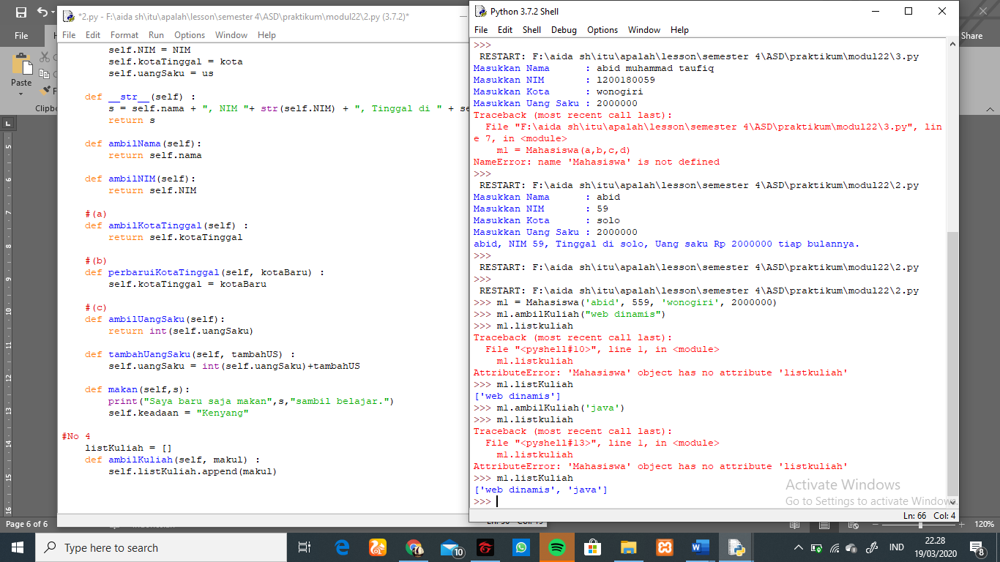 *2.py - F:\aida sh\itu\apalah\lesson\semester 4\ASD\praktikum\modul22\2.py (3.7.2)*
File Edit Format Run Options Window Help
self.NIM = NIM
self.kotaTinggal = kota
self.uangSaku = us
def __str__(self) :
s = self.nama + ", NIM "+ str(self.NIM) + ", Tinggal di " + se
return s
def ambilNama(self):
return self.nama
def ambilNIM(self):
return self.NIM
#(a)
def ambilKotaTinggal(self) :
return self.kotaTinggal
#(b)
def perbaruiKotaTinggal(self, kotaBaru) :
self.kotaTinggal = kotaBaru
#(c)
def ambilUangSaku(self):
return int(self.uangSaku)
def tambahUangSaku(self, tambahUS) :
self.uangSaku = int(self.uangSaku)+tambahUS
def makan(self,s):
print("Saya baru saja makan",s,"sambil belajar.")
self.keadaan = "Kenyang"
#No 4
listKuliah = []
def ambilKuliah(self, makul) :
self.listKuliah.append(makul)
Python 3.7.2 Shell
File Edit Shell Debug Options Window Help
>>>
RESTART: F:\aida sh\itu\apalah\lesson\semester 4\ASD\praktikum\modul22\3.py
Masukkan Nama : abid muhammad taufiq
Masukkan NIM : l200180059
Masukkan Kota : wonogiri
Masukkan Uang Saku : 2000000
Traceback (most recent call last):
File "F:\aida sh\itu\apalah\lesson\semester 4\ASD\praktikum\modul22\3.py", lin
e 7, in <module>
m1 = Mahasiswa(a,b,c,d)
NameError: name 'Mahasiswa' is not defined
>>>
RESTART: F:\aida sh\itu\apalah\lesson\semester 4\ASD\praktikum\modul22\2.py
Masukkan Nama : abid
Masukkan NIM : 59
Masukkan Kota : solo
Masukkan Uang Saku : 2000000
abid, NIM 59, Tinggal di solo, Uang saku Rp 2000000 tiap bulannya.
>>>
RESTART: F:\aida sh\itu\apalah\lesson\semester 4\ASD\praktikum\modul22\2.py
>>>
RESTART: F:\aida sh\itu\apalah\lesson\semester 4\ASD\praktikum\modul22\2.py
>>> m1 = Mahasiswa('abid', 559, 'wonogiri', 2000000)
>>> m1.ambilKuliah("web dinamis")
>>> m1.listkuliah
Traceback (most recent call last):
File "<pyshell#10>", line 1, in <module>
m1.listkuliah
AttributeError: 'Mahasiswa' object has no attribute 'listkuliah'
>>> m1.listKuliah
['web dinamis']
>>> m1.ambilKuliah('java')
>>> m1.listkuliah
Traceback (most recent call last):
File "<pyshell#13>", line 1, in <module>
m1.listkuliah
AttributeError: 'Mahasiswa' object has no attribute 'listkuliah'
>>> m1.listKuliah
['web dinamis', 'java']
>>>
Activate Windows
Go to Settings to activate Windows.
Ln: 66 Col: 4
File
Share
Paste
Clipbo
5
6
7
8
9
10
11
12
13
14
15
16
Page 6 of 6
120%
Type here to search
10
IND
22.28
19/03/2020
8